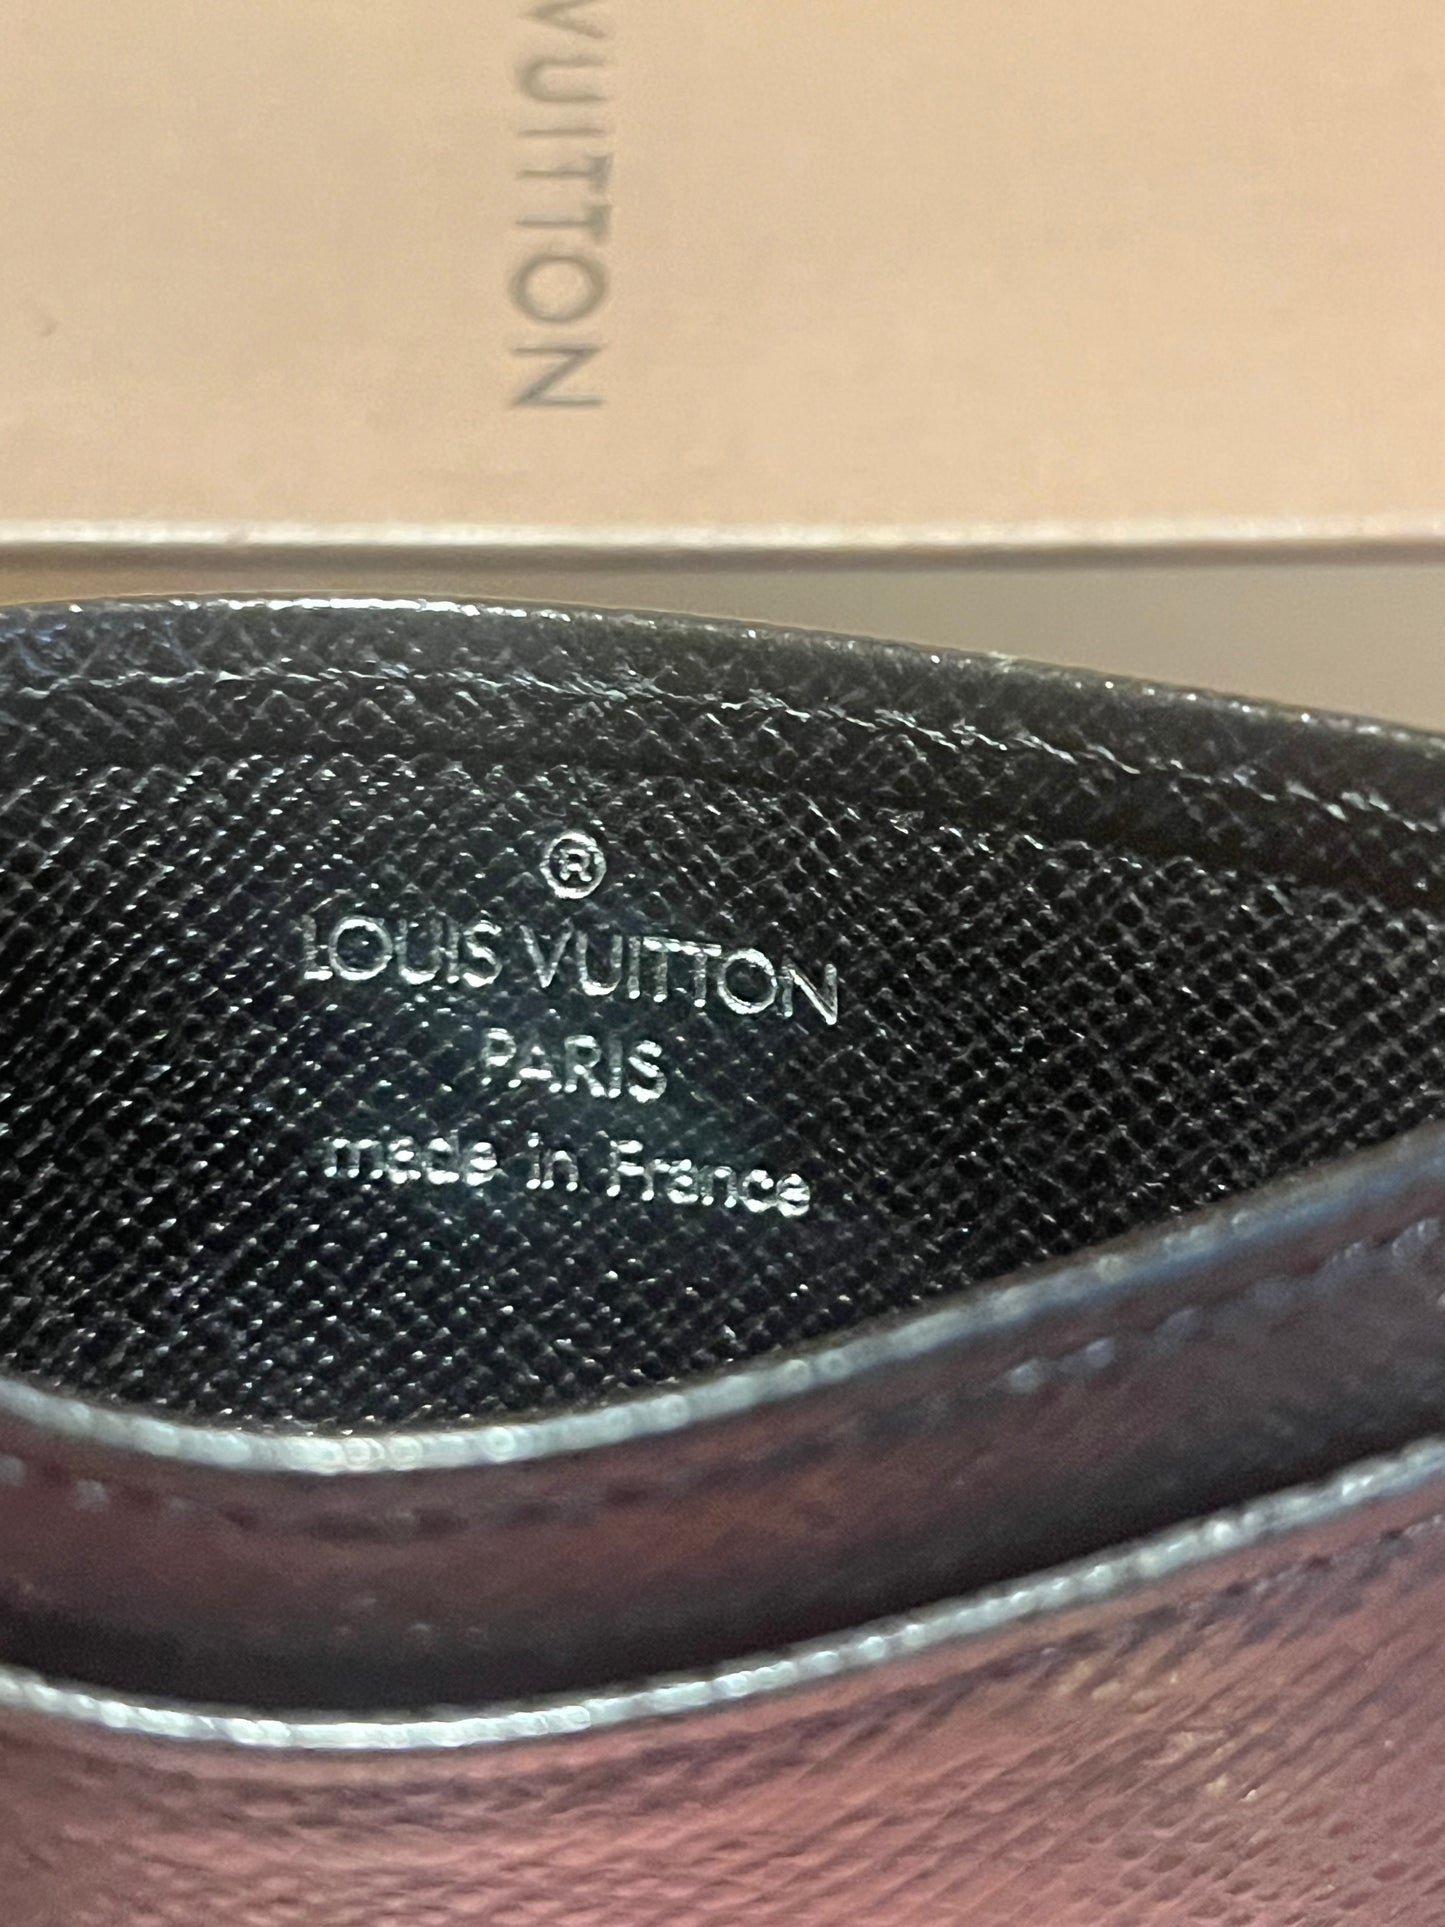 VUITTON
®
LOUIS VUITTON
PARIS
made in France